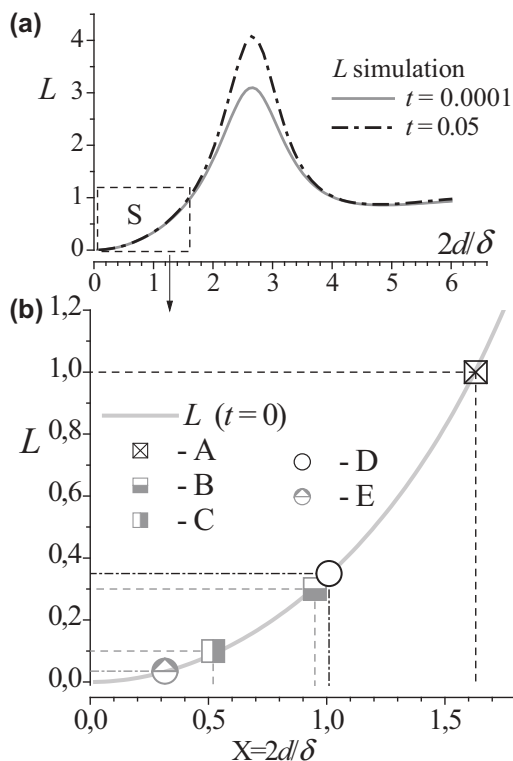 (a)
4
3
2
1
0
L
L simulation
t = 0.0001
t = 0.05
S
2d/δ
0 1 2 3 4 5 6
(b)
1,2
1,0
0,8
0,6
0,4
0,2
0,0
L
L (t = 0)
- A
- B
- C
- D
- E
0,0 0,5 1,0 1,5
X=2d/δ